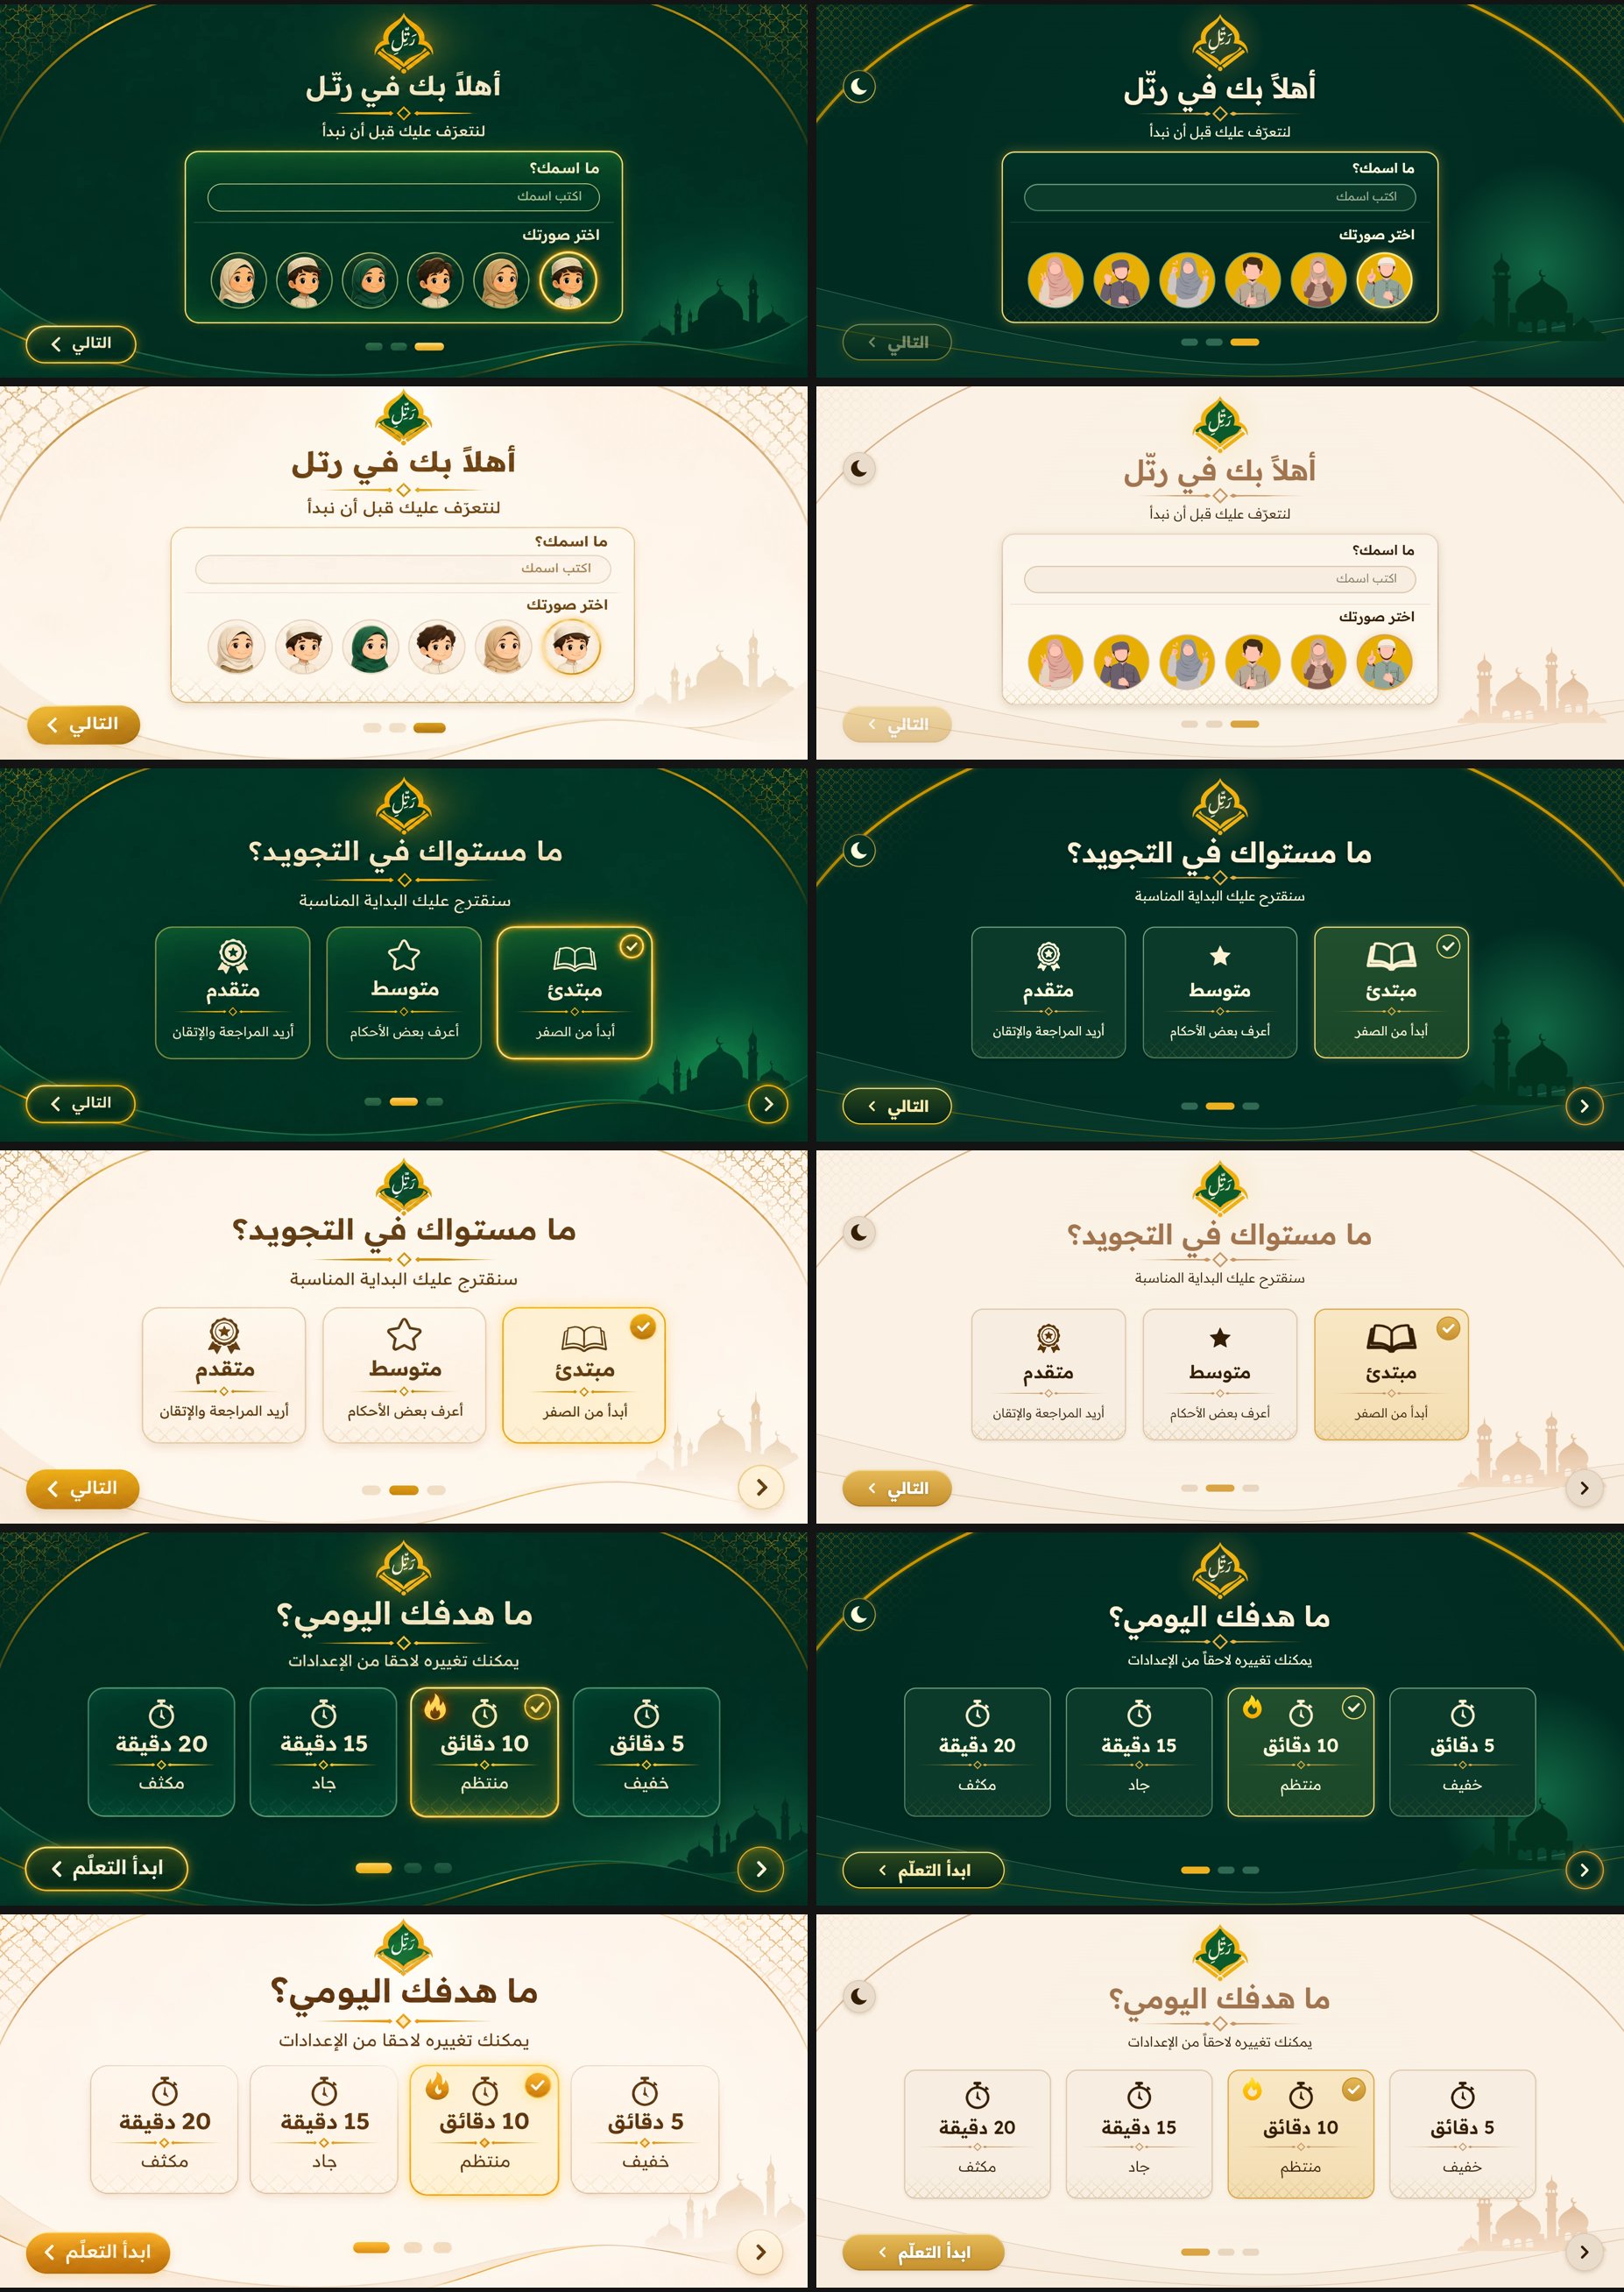 رَتِّلِ
أهلاً بك في رتّل
لنتعرّف عليك قبل أن نبدأ
ما اسمك؟
اكتب اسمك
اختر صورتك
التالي
رَتِّلِ
أهلاً بك في رتّل
لنتعرّف عليك قبل أن نبدأ
ما اسمك؟
اكتب اسمك
اختر صورتك
التالي
رَتِّلِ
أهلاً بك في رتل
لنتعرّف عليك قبل أن نبدأ
ما اسمك؟
اكتب اسمك
اختر صورتك
التالي
رَتِّلِ
أهلاً بك في رتّل
لنتعرّف عليك قبل أن نبدأ
ما اسمك؟
اكتب اسمك
اختر صورتك
التالي
رَتِّلِ
ما مستواك في التجويد؟
سنقترج عليك البداية المناسبة
مبتدئ
أبدأ من الصفر
متوسط
أعرف بعض الأحكام
متقدم
أريد المراجعة والإتقان
التالي
رَتِّلِ
ما مستواك في التجويد؟
سنقترح عليك البداية المناسبة
مبتدئ
أبدأ من الصفر
متوسط
أعرف بعض الأحكام
متقدم
أريد المراجعة والإتقان
التالي
رَتِّلِ
ما مستواك في التجويد؟
سنقترج عليك البداية المناسبة
مبتدئ
أبدأ من الصفر
متوسط
أعرف بعض الأحكام
متقدم
أريد المراجعة والإتقان
التالي
رَتِّلِ
ما مستواك في التجويد؟
سنقترح عليك البداية المناسبة
مبتدئ
أبدأ من الصفر
متوسط
أعرف بعض الأحكام
متقدم
أريد المراجعة والإتقان
التالي
رَتِّلِ
ما هدفك اليومي؟
يمكنك تغييره لاحقا من الإعدادات
5 دقائق
خفيف
10 دقائق
منتظم
15 دقيقة
جاد
20 دقيقة
مكثف
ابدأ التعلّم
رَتِّلِ
ما هدفك اليومي؟
يمكنك تغييره لاحقاً من الإعدادات
5 دقائق
خفيف
10 دقائق
منتظم
15 دقيقة
جاد
20 دقيقة
مكثف
ابدأ التعلّم
رَتِّلِ
ما هدفك اليومي؟
يمكنك تغييره لاحقا من الإعدادات
5 دقائق
خفيف
10 دقائق
منتظم
15 دقيقة
جاد
20 دقيقة
مكثف
ابدأ التعلّم
رَتِّلِ
ما هدفك اليومي؟
يمكنك تغييره لاحقاً من الإعدادات
5 دقائق
خفيف
10 دقائق
منتظم
15 دقيقة
جاد
20 دقيقة
مكثف
ابدأ التعلّم